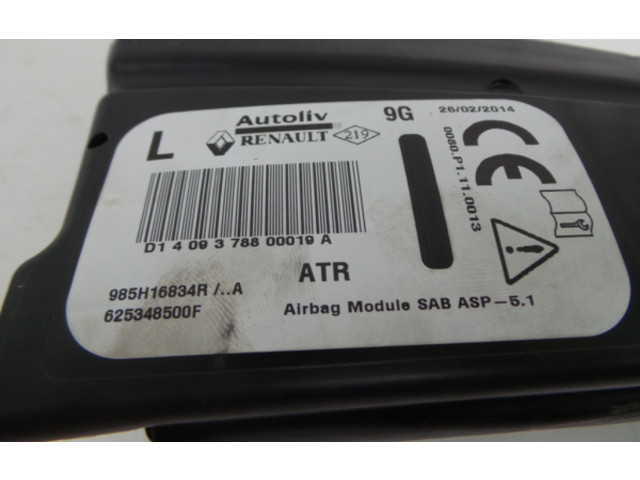 Autoliv
L RENAULT 219
9G
26/02/2014
0080.P1.11.0013
CE
D1 4 09 3 788 00019 A
985H16834R /..A
625348500F
ATR
Airbag Module SAB ASP-5.1